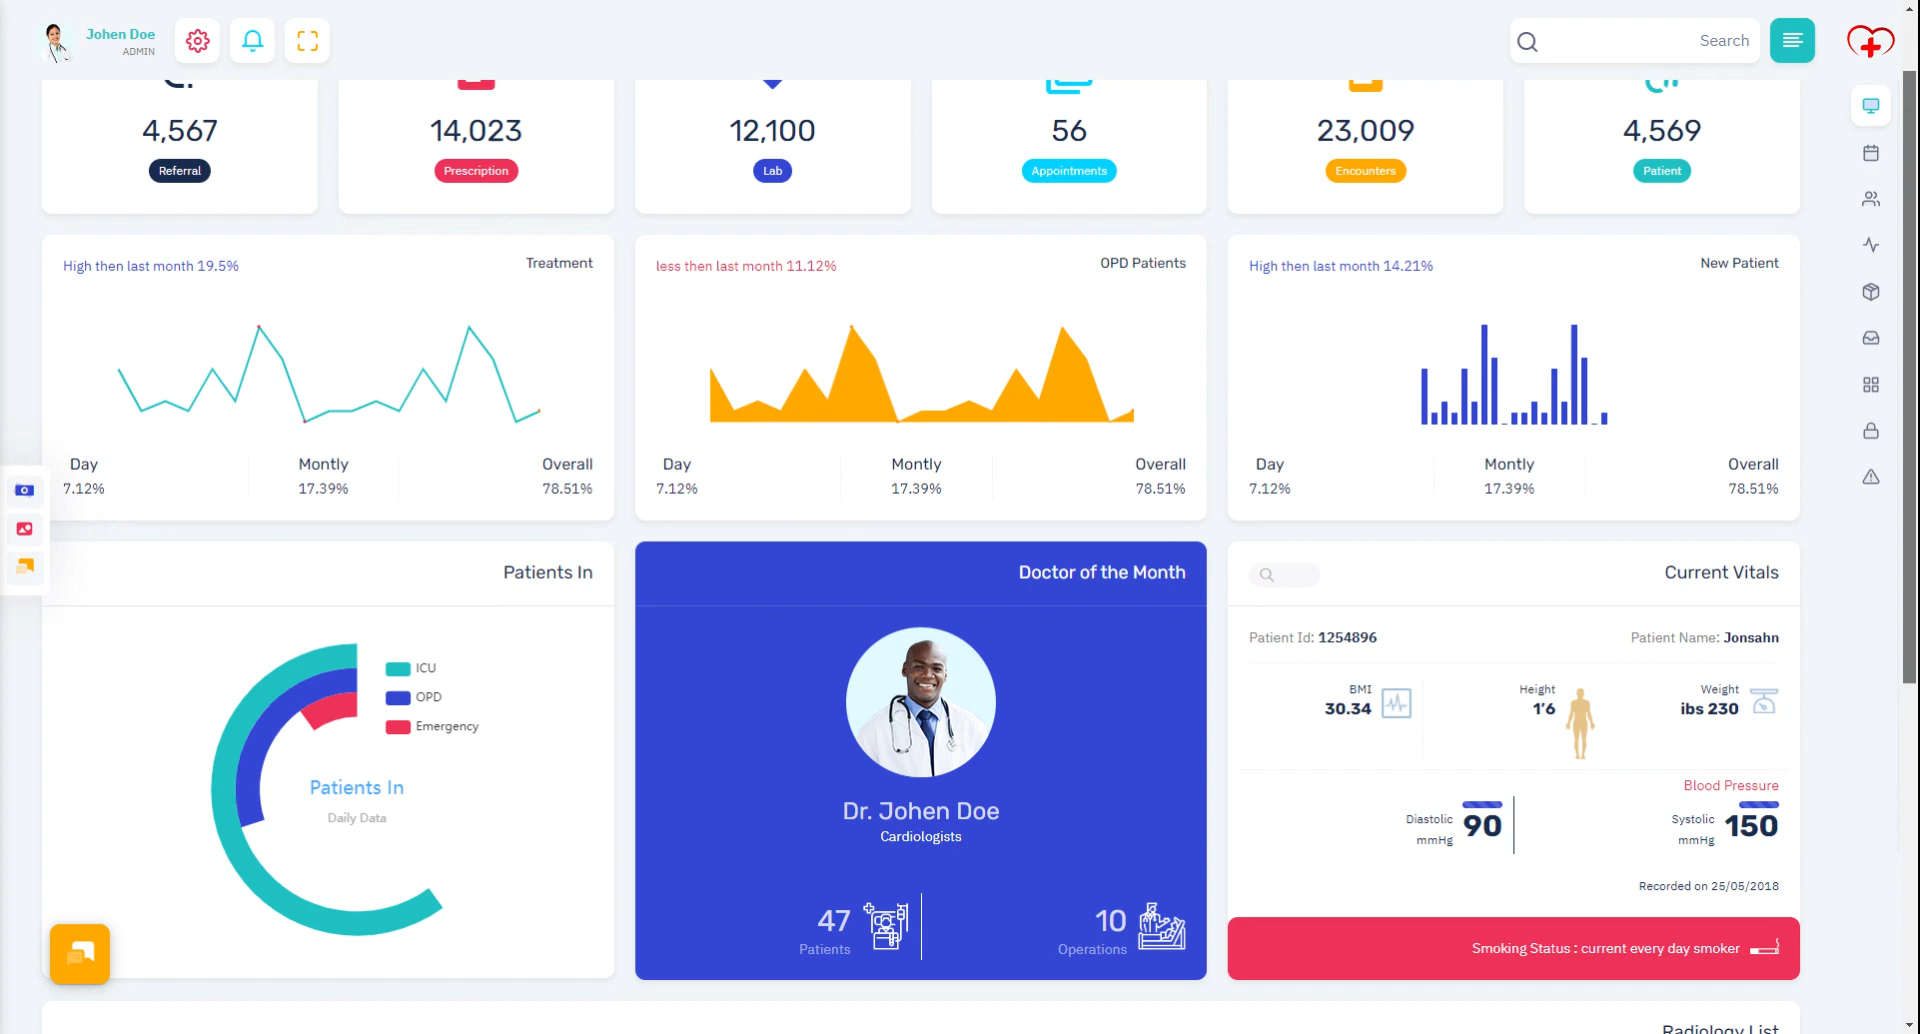 Johen Doe
ADMIN
Search
4,567
Referral
14,023
Prescription
12,100
Lab
56
Appointments
23,009
Encounters
4,569
Patient
High then last month 19.5%
Treatment
Day
Montly
Overall
7.12%
17.39%
78.51%
less then last month 11.12%
OPD Patients
Day
Montly
Overall
7.12%
17.39%
78.51%
High then last month 14.21%
New Patient
Day
Montly
Overall
7.12%
17.39%
78.51%
Patients In
ICU
OPD
Emergency
Patients In
Daily Data
Doctor of the Month
Dr. Johen Doe
Cardiologists
47
Patients
10
Operations
Current Vitals
Patient Id: 1254896
Patient Name: Jonsahn
BMI
30.34
Height
1'6
Weight
ibs 230
Blood Pressure
Diastolic
mmHg
90
Systolic
mmHg
150
Recorded on 25/05/2018
Smoking Status : current every day smoker
Radiology List